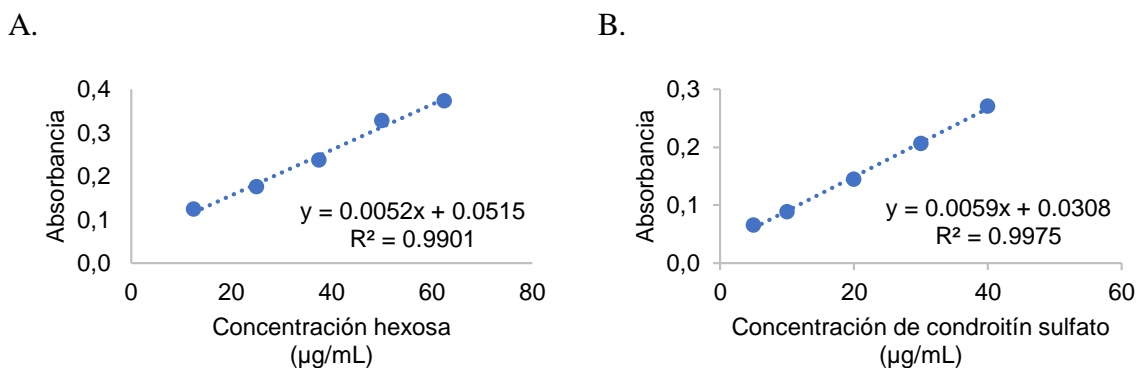 A.
B.
Absorbancia
0,4
0,3
0,2
0,1
0,0
y = 0.0052x + 0.0515
R² = 0.9901
0
20
40
60
80
Concentración hexosa
(µg/mL)
Absorbancia
0,3
0,2
0,1
0,0
y = 0.0059x + 0.0308
R² = 0.9975
0
20
40
60
Concentración de condroitín sulfato
(µg/mL)